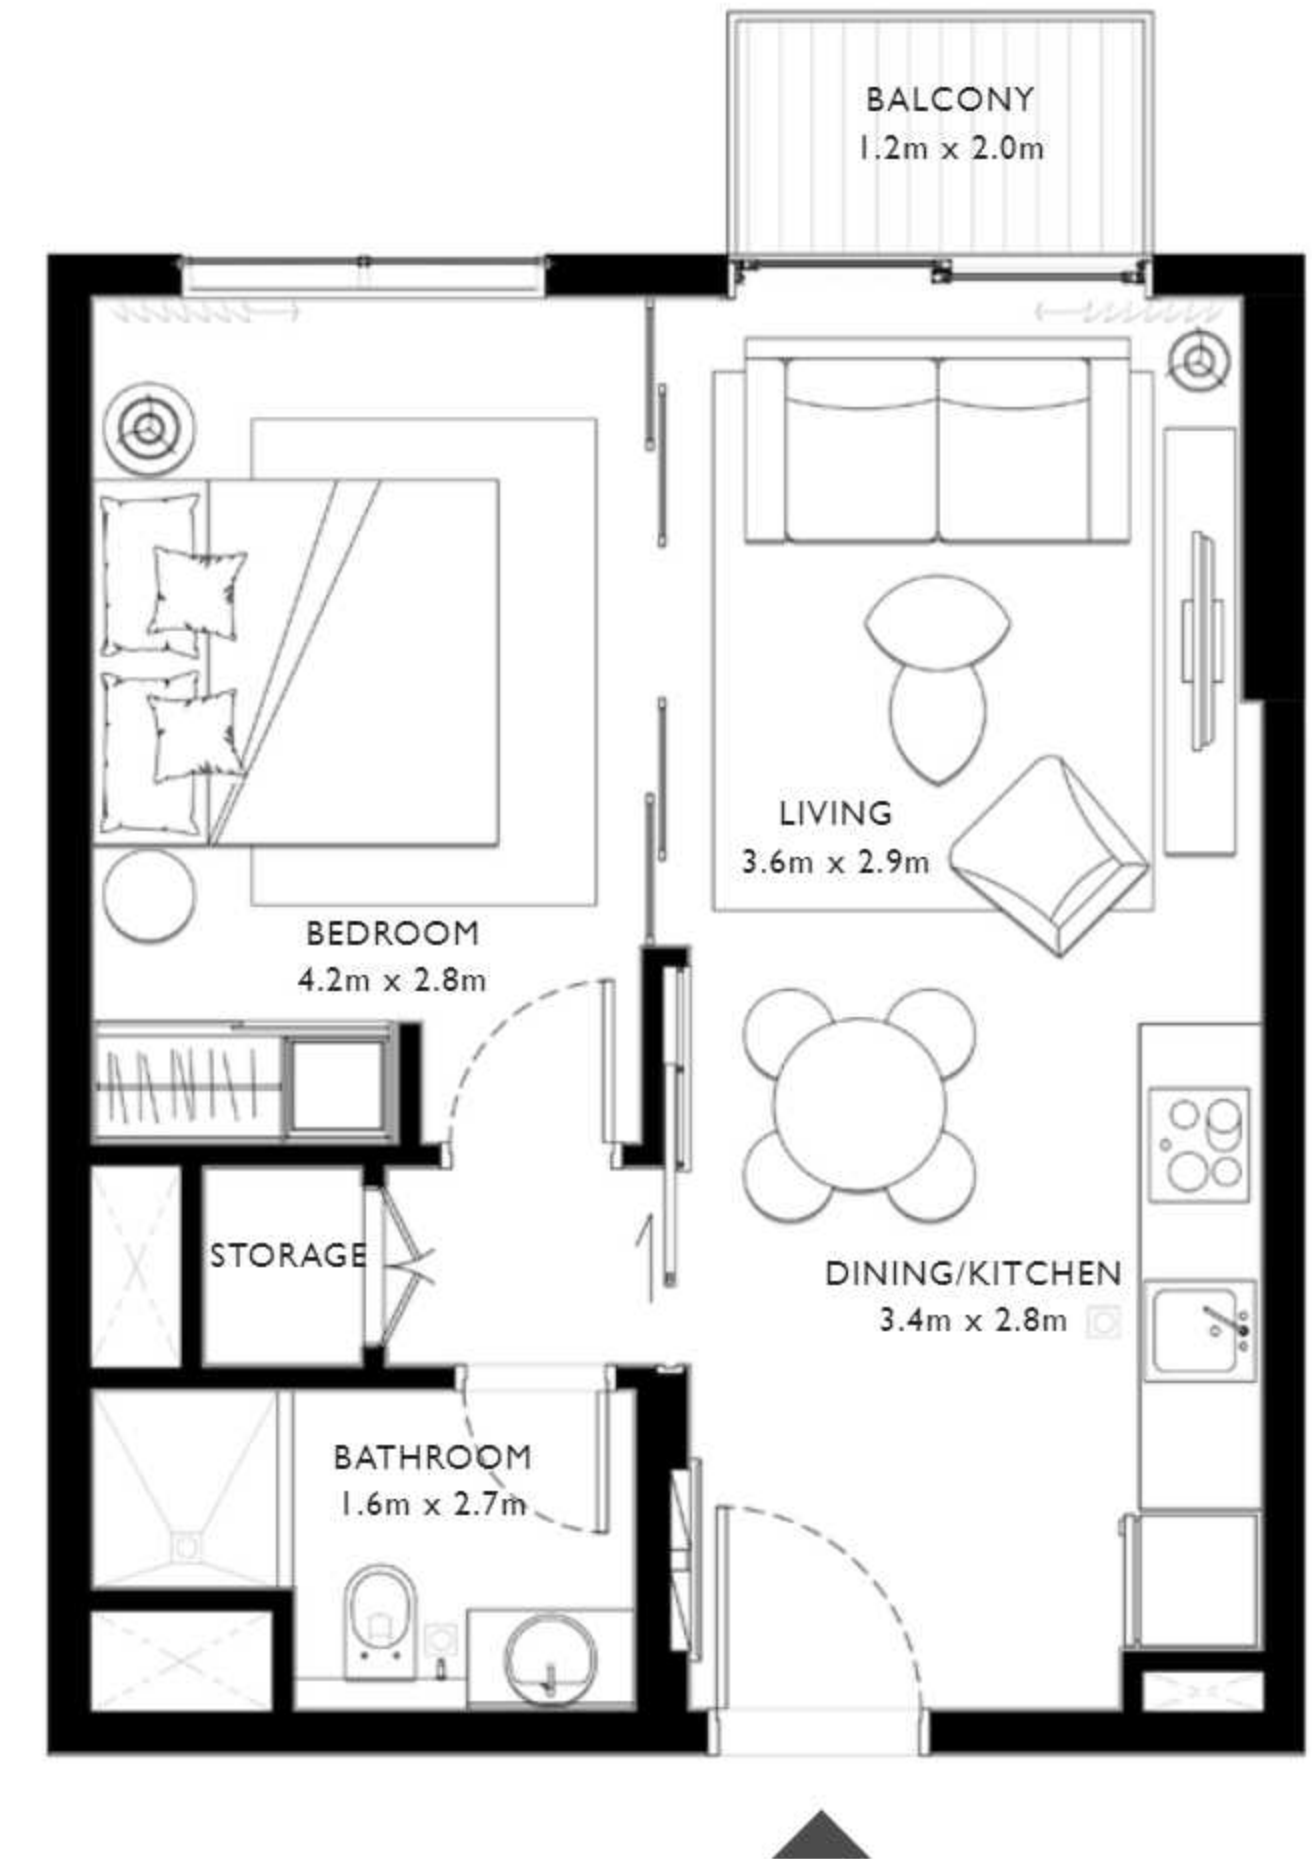 BALCONY
1.2m x 2.0m
LIVING
3.6m x 2.9m
BEDROOM
4.2m x 2.8m
STORAGE
DINING/KITCHEN
3.4m x 2.8m
BATHROOM
1.6m x 2.7m